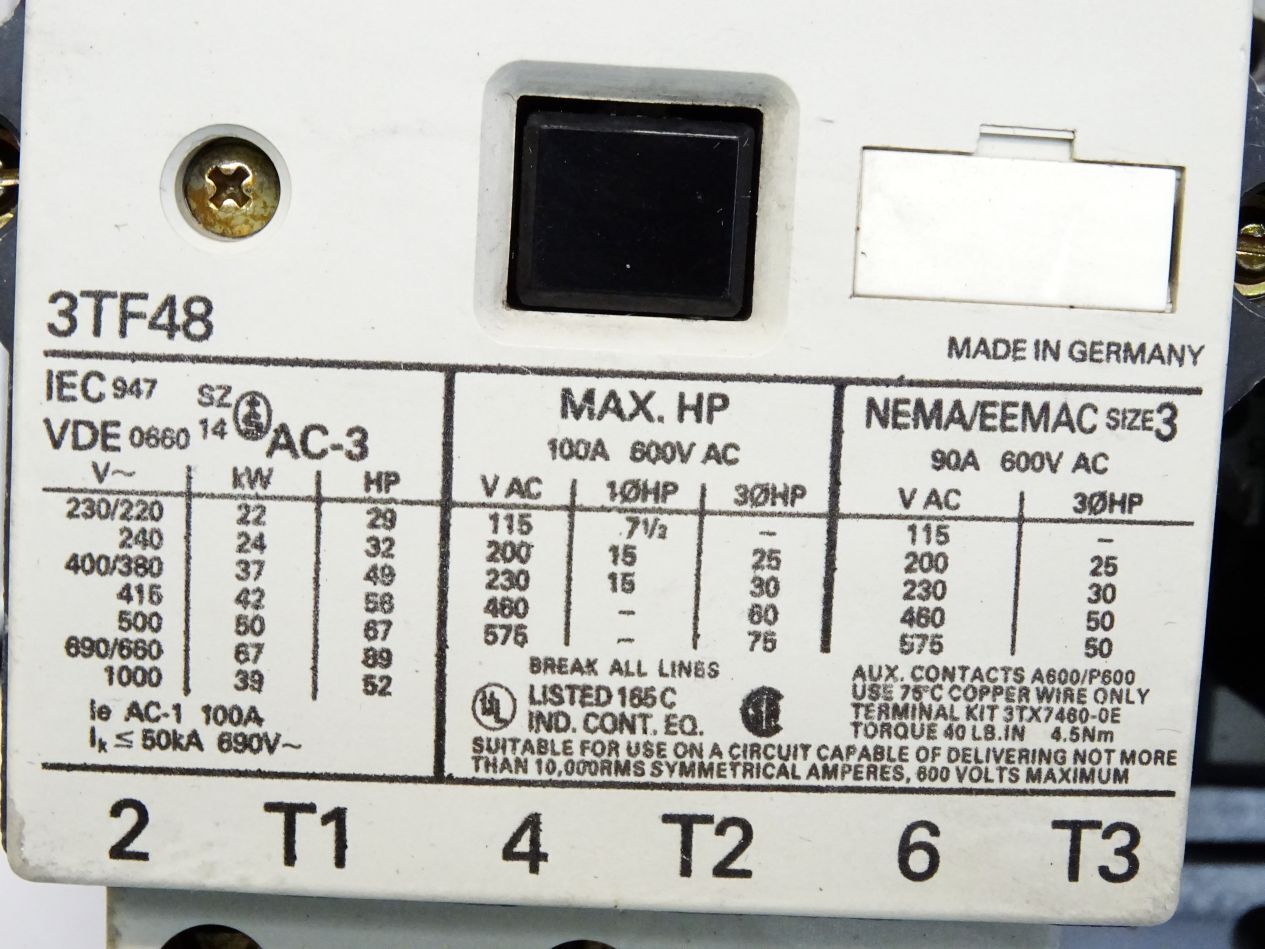 3TF48
MADE IN GERMANY
IEC 947
VDE 0660
SZ
14
AC-3
V~ kW HP
230/220 22 29
240 24 32
400/380 37 49
415 42 56
500 50 67
690/660 67 89
1000 39 52
Ie AC-1 100A
Ik ≤ 50kA 690V~
MAX. HP
100A 600V AC
V AC 1ØHP 3ØHP
115 7½ –
200 15 25
230 15 30
460 – 60
575 – 75
BREAK ALL LINES
UL LISTED 165C
IND. CONT. EQ.
NEMA/EEMAC SIZE 3
90A 600V AC
V AC 3ØHP
115 –
200 25
230 30
460 50
575 50
AUX. CONTACTS A600/P600
USE 75°C COPPER WIRE ONLY
TERMINAL KIT 3TX7460-0E
TORQUE 40 LB.IN 4.5Nm
SUITABLE FOR USE ON A CIRCUIT CAPABLE OF DELIVERING NOT MORE
THAN 10,000RMS SYMMETRICAL AMPERES, 600 VOLTS MAXIMUM
2 T1 4 T2 6 T3